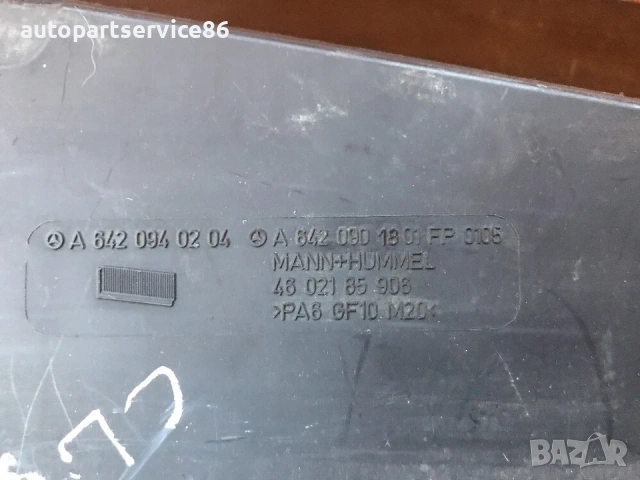 autopartservice86
A 642 094 02 04 A 642 090 18 01 FP 0105
MANN+HUMMEL
46 021 85 906
>PA6 GF10 M20<
BAZAR